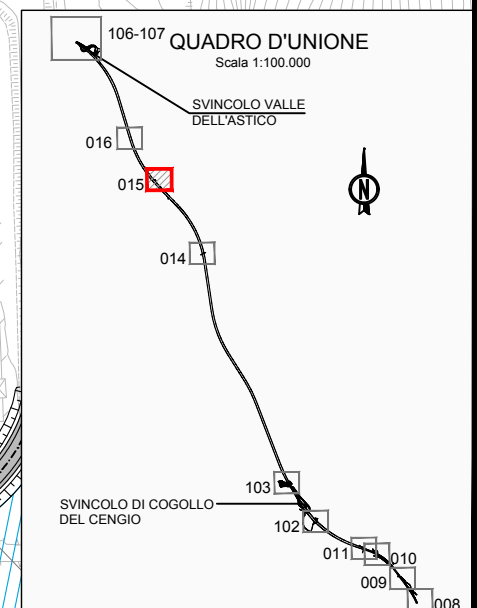 106-107
QUADRO D'UNIONE
Scala 1:100.000
SVINCOLO VALLE
DELL'ASTICO
016
015
N
014
103
SVINCOLO DI COGOLLO
DEL CENGIO
102
011
010
009
008